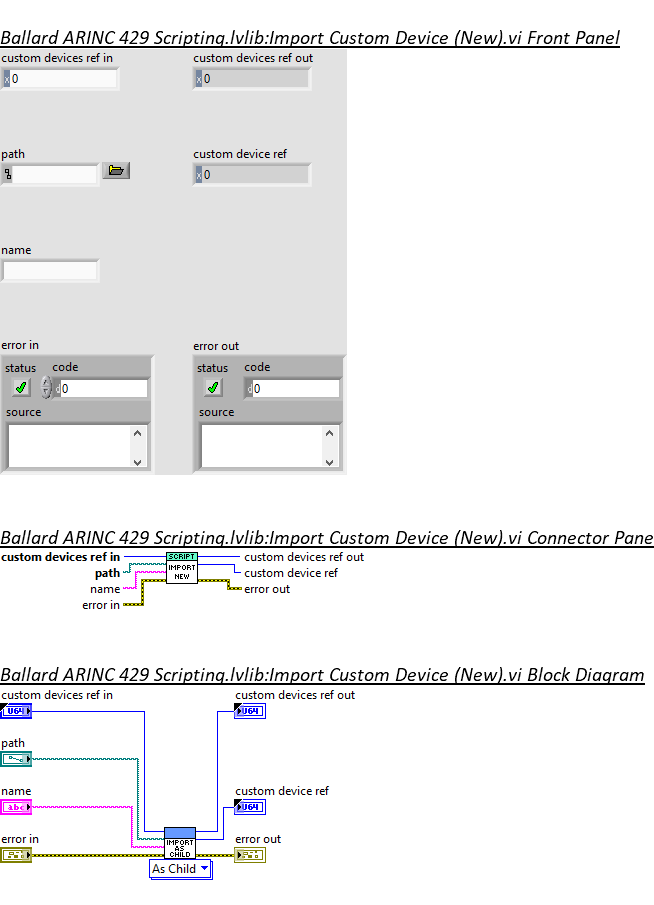 Ballard ARINC 429 Scripting.lvlib:Import Custom Device (New).vi Front Panel
custom devices ref in
custom devices ref out
x 0
x 0
path
custom device ref
x 0
name
error in
error out
status code
status code
d 0
d 0
source
source
Ballard ARINC 429 Scripting.lvlib:Import Custom Device (New).vi Connector Pane
custom devices ref in
SCRIPT
custom devices ref out
path
IMPORT
custom device ref
name
NEW
error out
error in
Ballard ARINC 429 Scripting.lvlib:Import Custom Device (New).vi Block Diagram
custom devices ref in
custom devices ref out
U64
U64
path
name
custom device ref
abc
U64
error in
error out
IMPORT
AS
CHILD
As Child